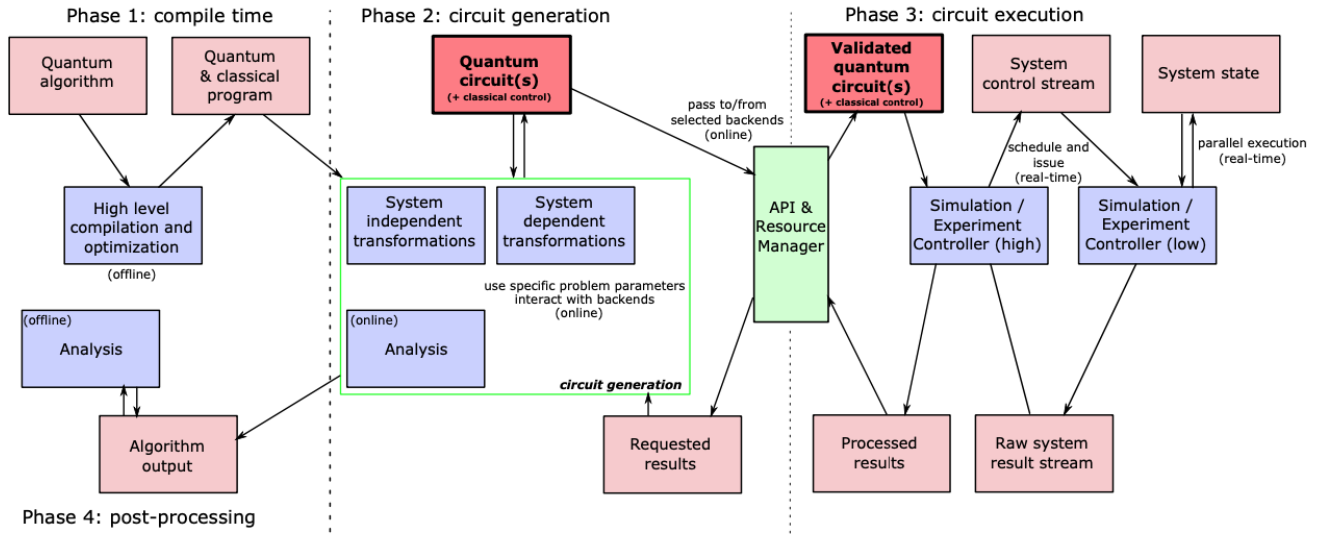 Phase 1: compile time
Phase 2: circuit generation
Phase 3: circuit execution
Quantum
algorithm
Quantum
& classical
program
Quantum
circuit(s)
(+ classical control)
Validated
quantum
circuit(s)
(+ classical control)
System
control stream
System state
pass to/from
selected backends
(online)
schedule and
issue
(real-time)
parallel execution
(real-time)
High level
compilation and
optimization
(offline)
System
independent
transformations
System
dependent
transformations
API &
Resource
Manager
Simulation /
Experiment
Controller (high)
Simulation /
Experiment
Controller (low)
use specific problem parameters
interact with backends
(online)
(offline)
Analysis
(online)
Analysis
circuit generation
Algorithm
output
Requested
results
Processed
results
Raw system
result stream
Phase 4: post-processing